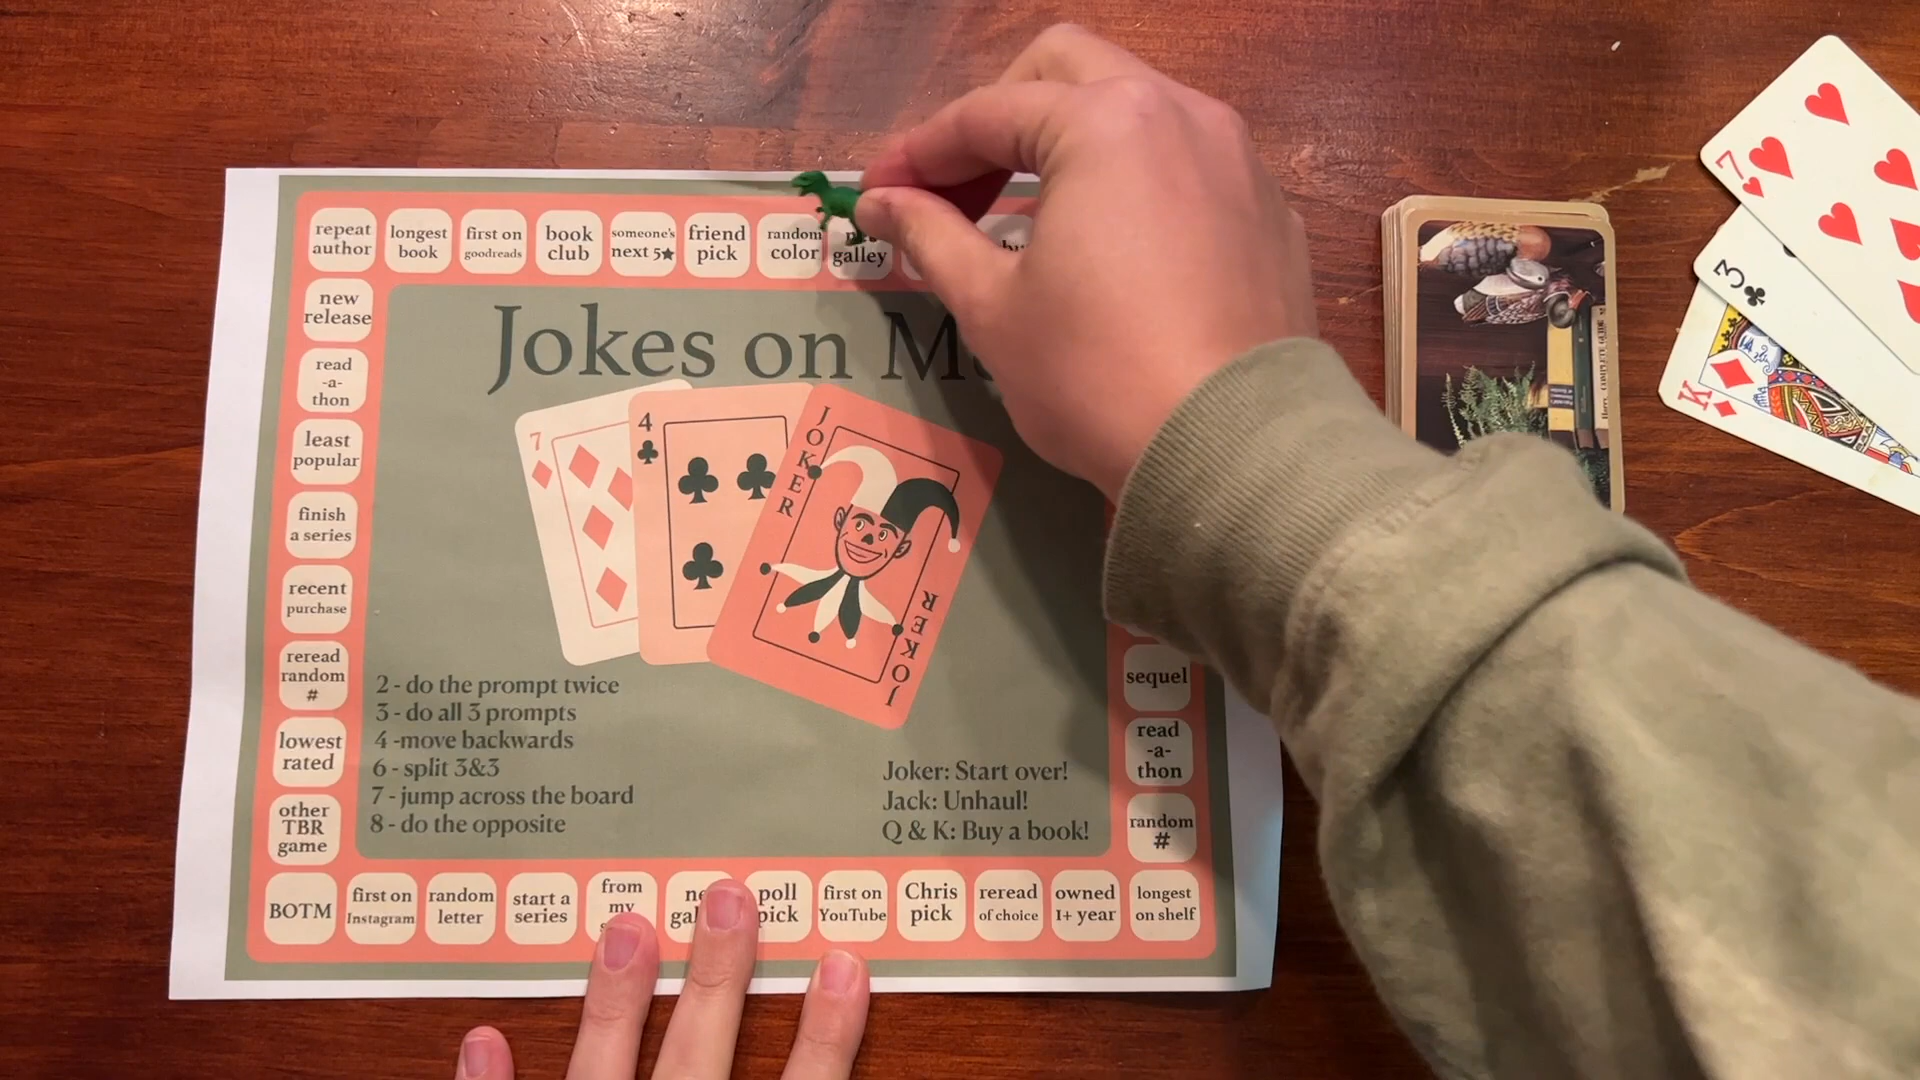 repeat
author
longest
book
first on
goodreads
book
club
someone's
next 5★
friend
pick
random
color
galley
new
release
read
-a-
thon
least
popular
finish
a series
recent
purchase
reread
random
#
lowest
rated
other
TBR
game
Jokes on
7
4
JOKER
JOKER
2 - do the prompt twice
3 - do all 3 prompts
4 -move backwards
6 - split 3&3
7 - jump across the board
8 - do the opposite
Joker: Start over!
Jack: Unhaul!
Q & K: Buy a book!
sequel
read
-a-
thon
random
#
BOTM
first on
Instagram
random
letter
start a
series
from
my
poll
pick
first on
YouTube
Chris
pick
reread
of choice
owned
1+ year
longest
on shelf
7
3
K
COMPLETE GUIDE